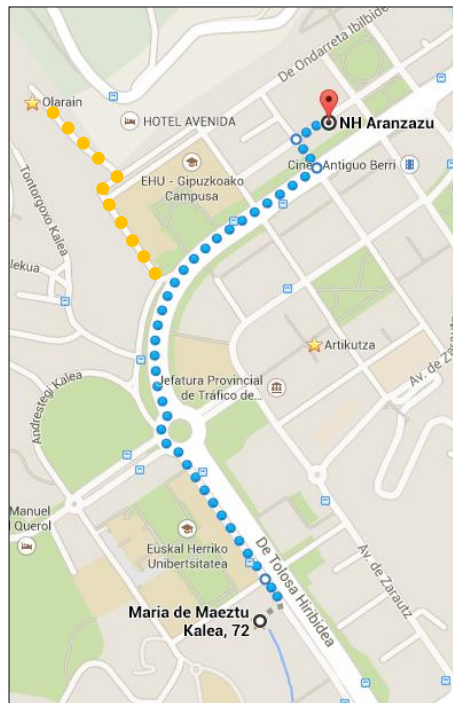 De Ondarreta Ibilbidea
Olarain
HOTEL AVENIDA
NH Aranzazu
Cine Antiguo Berri
EHU - Gipuzkoako
Campusa
Tontorgoxo Kalea
lekua
Artikutza
Av. de Zarautz
Jefatura Provincial
de Tráfico de...
Andrestegi Kalea
Manuel
l Querol
Euskal Herriko
Unibertsitatea
De Tolosa Hiribidea
Av. de Zarautz
Maria de Maeztu
Kalea, 72